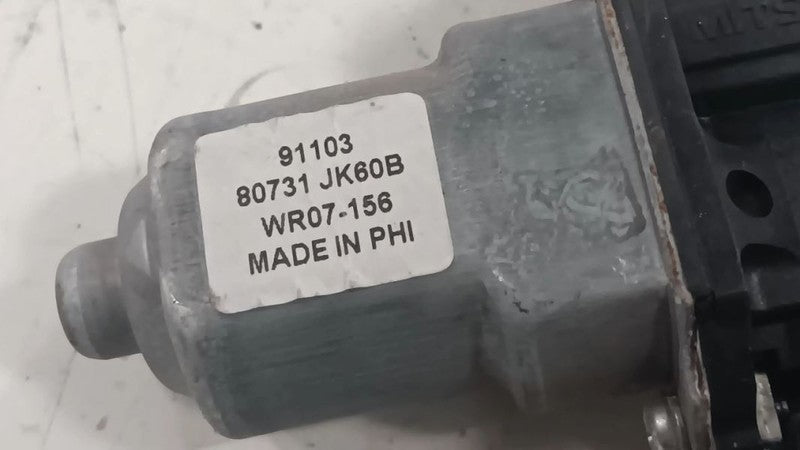 91103
80731 JK60B
WR07-156
MADE IN PHI